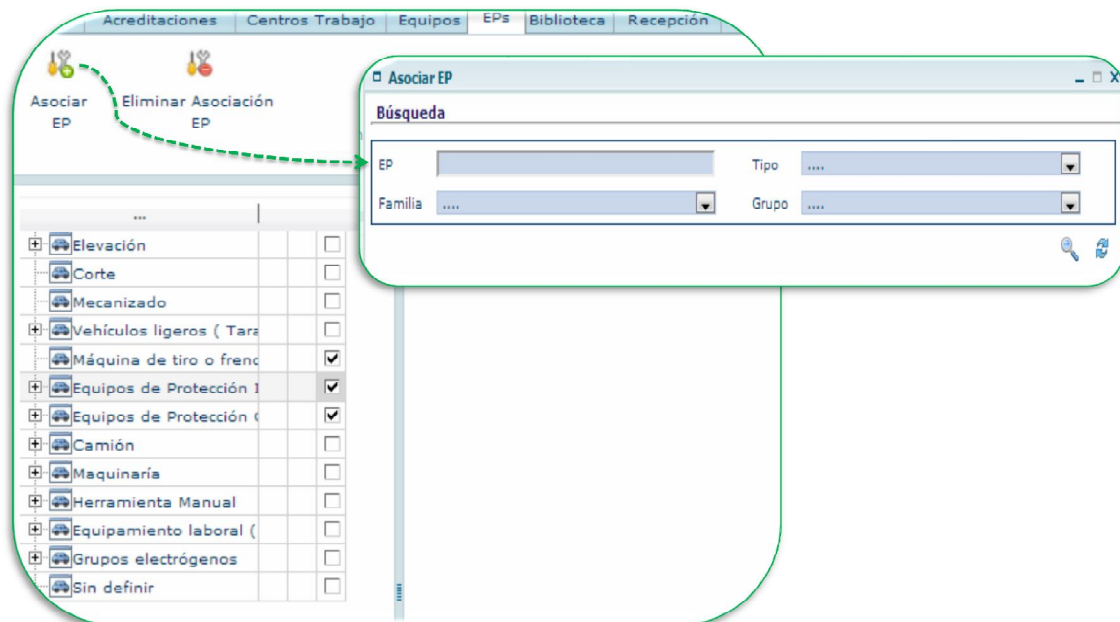 Acreditaciones Centros Trabajo Equipos EPs Biblioteca Recepción
Asociar
EP
Eliminar Asociación
EP
Asociar EP
Búsqueda
EP
Tipo ....
Familia ....
Grupo ....
...
Elevación
Corte
Mecanizado
Vehículos ligeros ( Tara
Máquina de tiro o freno
Equipos de Protección I
Equipos de Protección C
Camión
Maquinaría
Herramienta Manual
Equipamiento laboral (
Grupos electrógenos
Sin definir